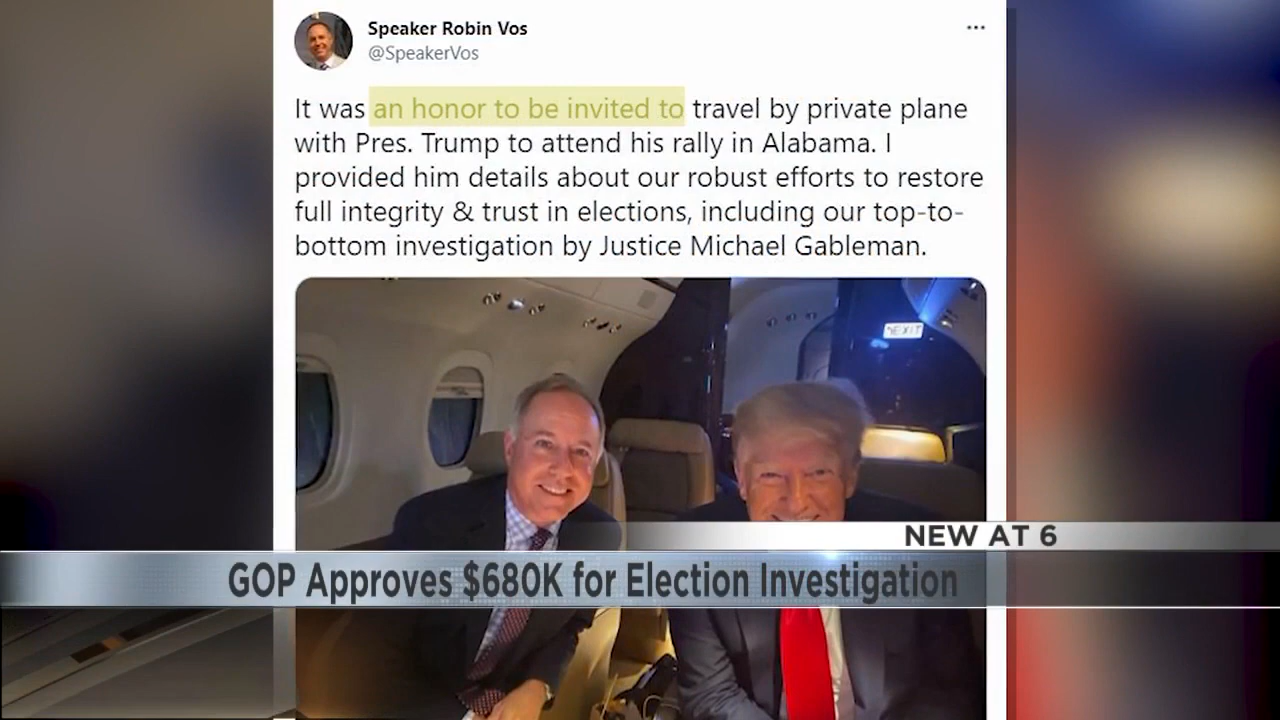 Speaker Robin Vos
@SpeakerVos
It was an honor to be invited to travel by private plane
with Pres. Trump to attend his rally in Alabama. I
provided him details about our robust efforts to restore
full integrity & trust in elections, including our top-to-
bottom investigation by Justice Michael Gableman.
EXIT
NEW AT 6
GOP Approves $680K for Election Investigation